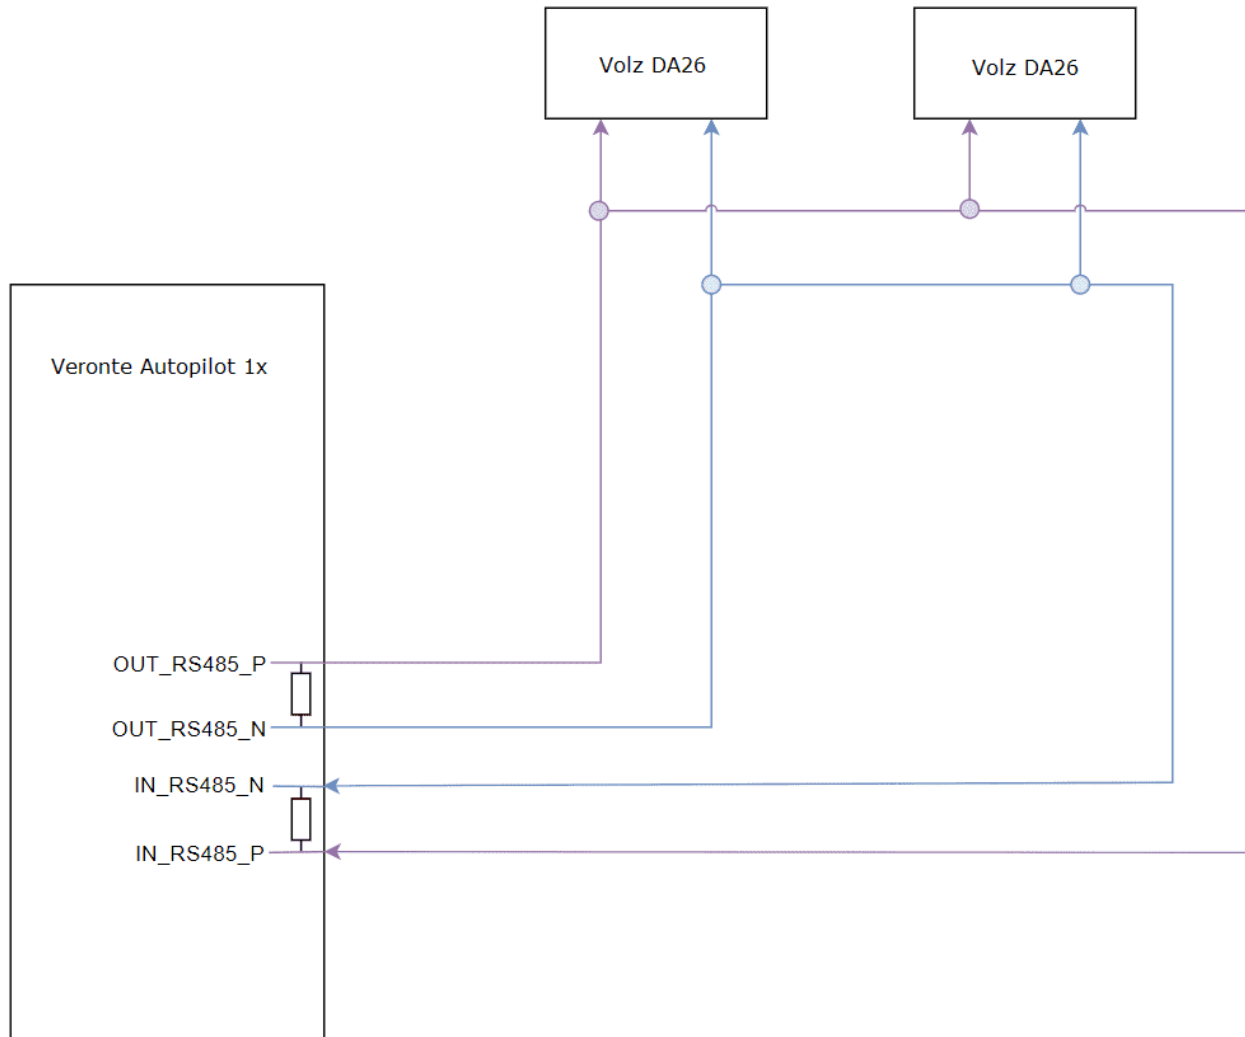 Volz DA26
Volz DA26
Veronte Autopilot 1x
OUT_RS485_P
OUT_RS485_N
IN_RS485_N
IN_RS485_P